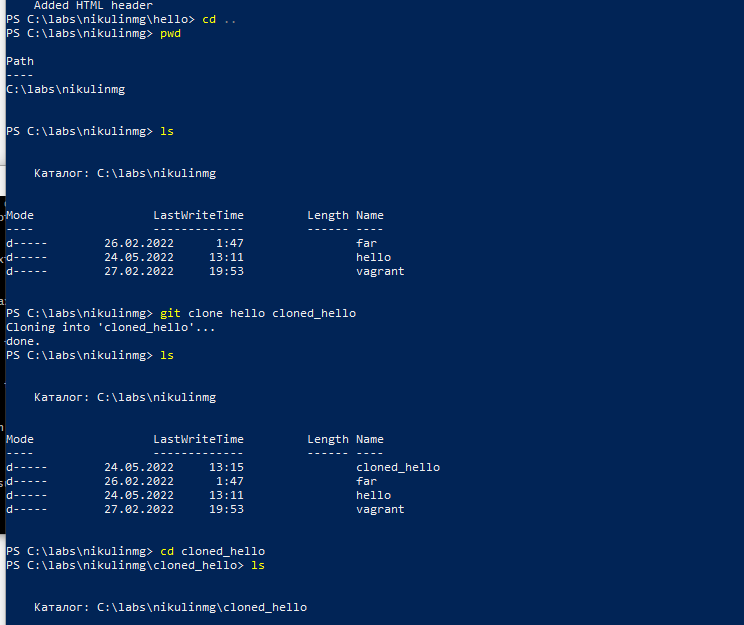 Added HTML header
PS C:\labs\nikulinmg\hello> cd ..
PS C:\labs\nikulinmg> pwd
Path
----
C:\labs\nikulinmg
PS C:\labs\nikulinmg> ls
Каталог: C:\labs\nikulinmg
Mode LastWriteTime Length Name
---- ------------- ------ ----
d----- 26.02.2022 1:47 far
d----- 24.05.2022 13:11 hello
d----- 27.02.2022 19:53 vagrant
PS C:\labs\nikulinmg> git clone hello cloned_hello
Cloning into 'cloned_hello'...
done.
PS C:\labs\nikulinmg> ls
Каталог: C:\labs\nikulinmg
Mode LastWriteTime Length Name
---- ------------- ------ ----
d----- 24.05.2022 13:15 cloned_hello
d----- 26.02.2022 1:47 far
d----- 24.05.2022 13:11 hello
d----- 27.02.2022 19:53 vagrant
PS C:\labs\nikulinmg> cd cloned_hello
PS C:\labs\nikulinmg\cloned_hello> ls
Каталог: C:\labs\nikulinmg\cloned_hello